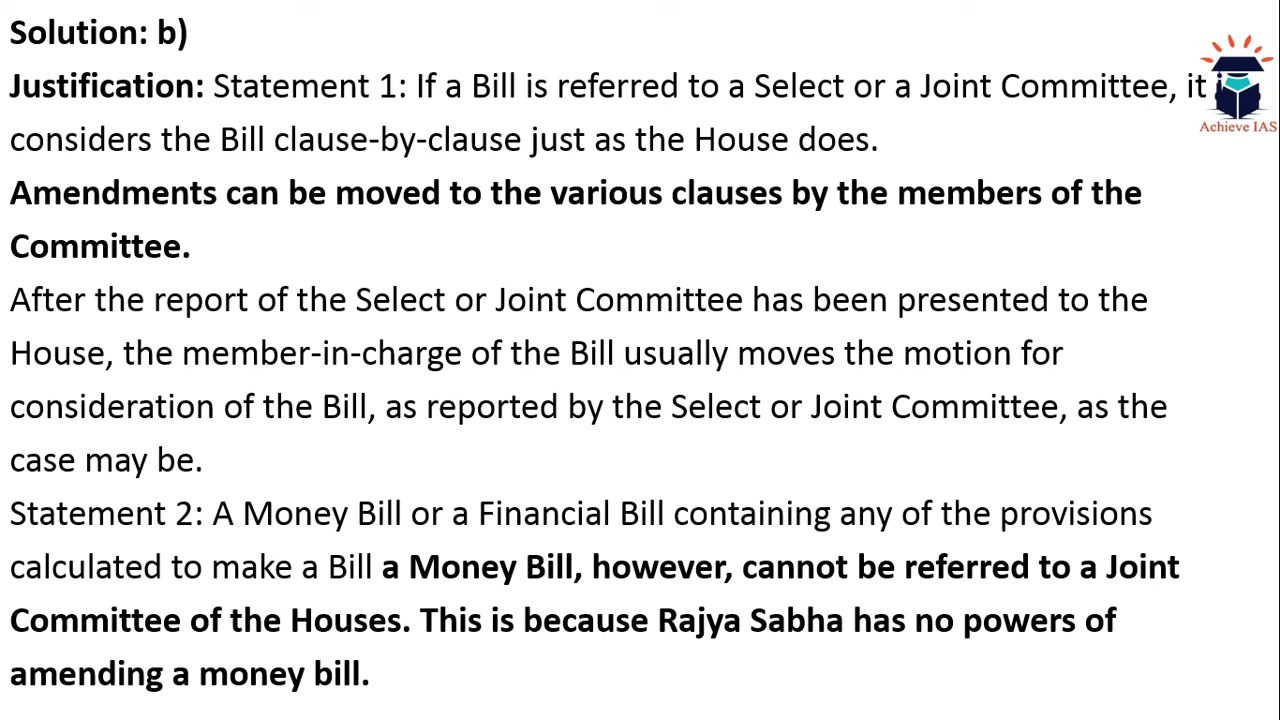 Solution: b)
Justification: Statement 1: If a Bill is referred to a Select or a Joint Committee, it
considers the Bill clause-by-clause just as the House does.
Amendments can be moved to the various clauses by the members of the
Committee.
After the report of the Select or Joint Committee has been presented to the
House, the member-in-charge of the Bill usually moves the motion for
consideration of the Bill, as reported by the Select or Joint Committee, as the
case may be.
Statement 2: A Money Bill or a Financial Bill containing any of the provisions
calculated to make a Bill a Money Bill, however, cannot be referred to a Joint
Committee of the Houses. This is because Rajya Sabha has no powers of
amending a money bill.
Achieve IAS